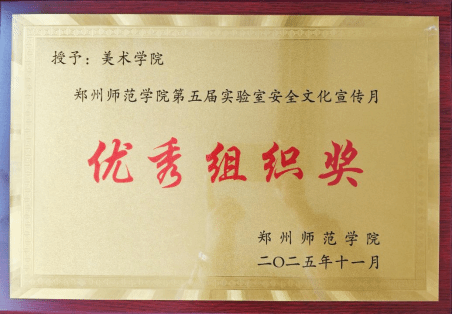 授予：美术学院
郑州师范学院第五届实验室安全文化宣传月
优秀组织奖
郑州师范学院
二〇二五年十一月